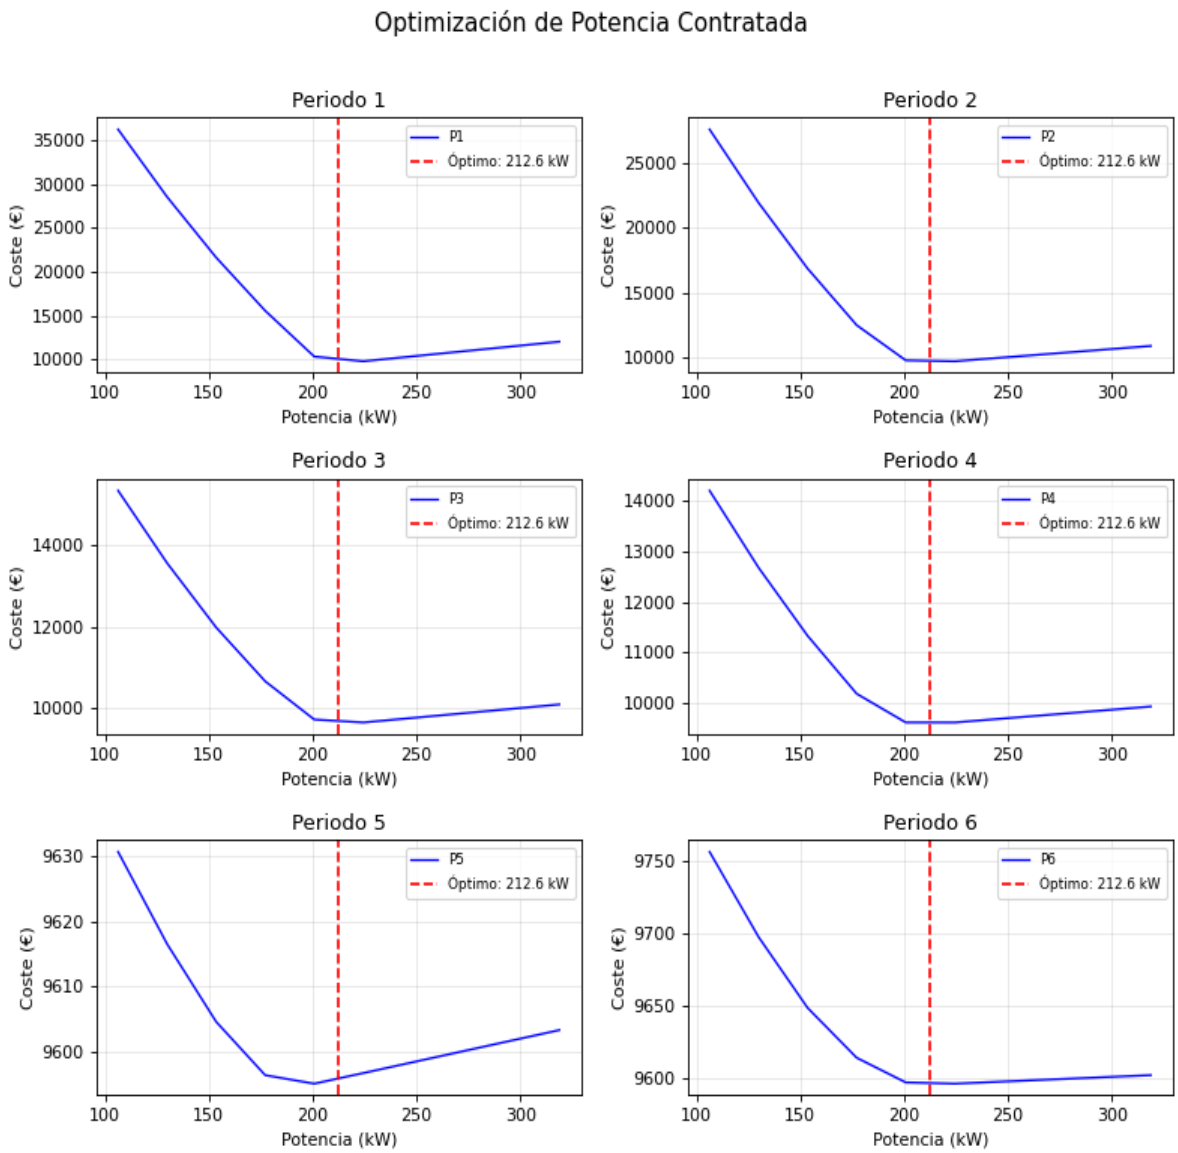 Optimización de Potencia Contratada
Periodo 1
Coste (€)
35000
30000
25000
20000
15000
10000
P1
Óptimo: 212.6 kW
100 150 200 250 300
Potencia (kW)
Periodo 2
Coste (€)
25000
20000
15000
10000
P2
Óptimo: 212.6 kW
100 150 200 250 300
Potencia (kW)
Periodo 3
Coste (€)
14000
12000
10000
P3
Óptimo: 212.6 kW
100 150 200 250 300
Potencia (kW)
Periodo 4
Coste (€)
14000
13000
12000
11000
10000
P4
Óptimo: 212.6 kW
100 150 200 250 300
Potencia (kW)
Periodo 5
Coste (€)
9630
9620
9610
9600
P5
Óptimo: 212.6 kW
100 150 200 250 300
Potencia (kW)
Periodo 6
Coste (€)
9750
9700
9650
9600
P6
Óptimo: 212.6 kW
100 150 200 250 300
Potencia (kW)